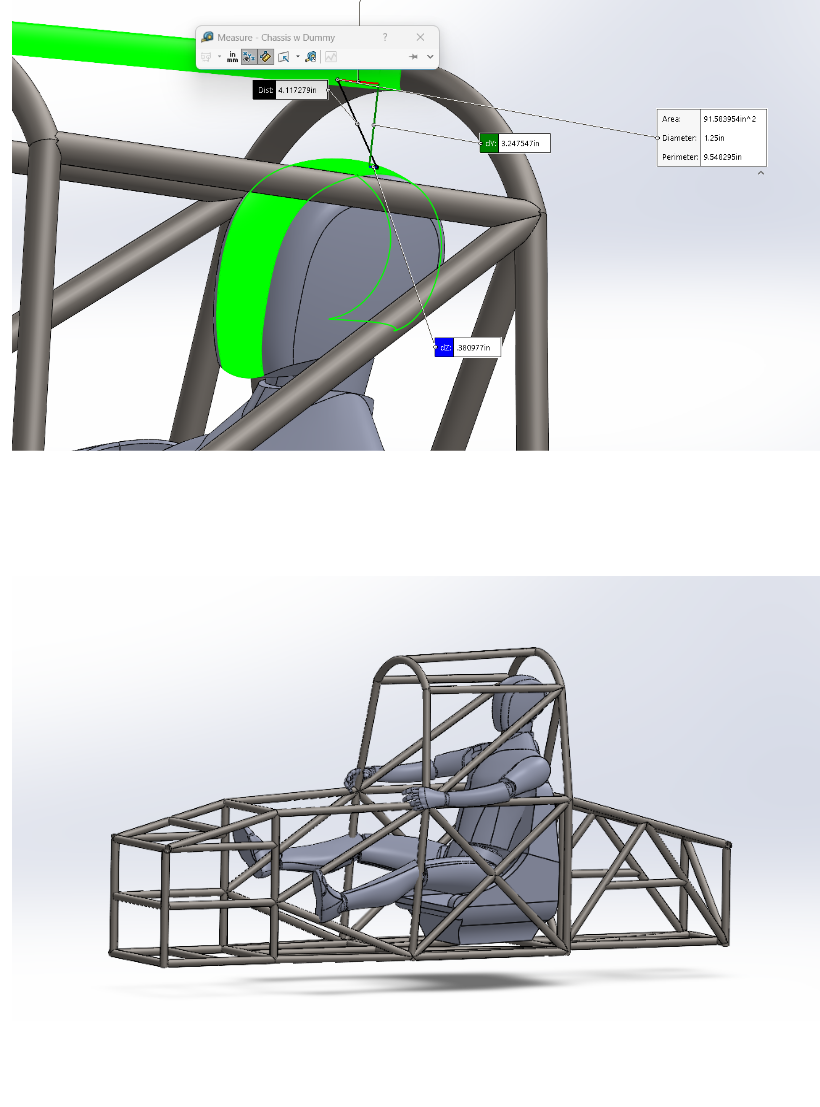 Measure - Chassis w Dummy
?
in
mm
Dist: 4.117279in
dY: 3.247547in
Area: 91.583954in^2
Diameter: 1.25in
Perimeter: 9.548295in
dZ: .380977in